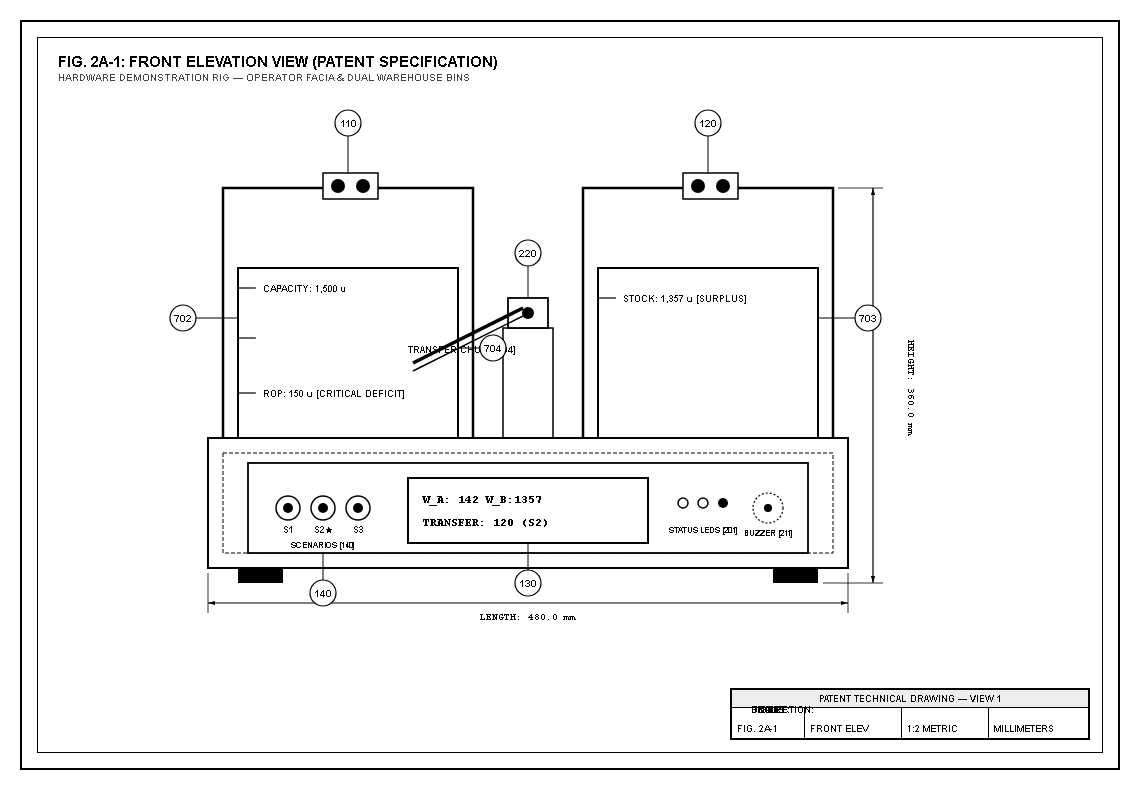 FIG. 2A-1: FRONT ELEVATION VIEW (PATENT SPECIFICATION)
HARDWARE DEMONSTRATION RIG — OPERATOR FACIA & DUAL WAREHOUSE BINS
110
120
220
CAPACITY: 1,500 u
STOCK: 1,357 u [SURPLUS]
702
703
704
ROP: 150 u [CRITICAL DEFICIT]
HEIGHT: 360.0 mm
W_A: 142 W_B:1357
TRANSFER: 120 (S2)
S1
S2★
S3
SCENARIOS [140]
STATUS LEDS [201]
BUZZER [211]
140
130
LENGTH: 480.0 mm
PATENT TECHNICAL DRAWING — VIEW 1
FIG. 2A-1
FRONT ELEV
1:2 METRIC
MILLIMETERS